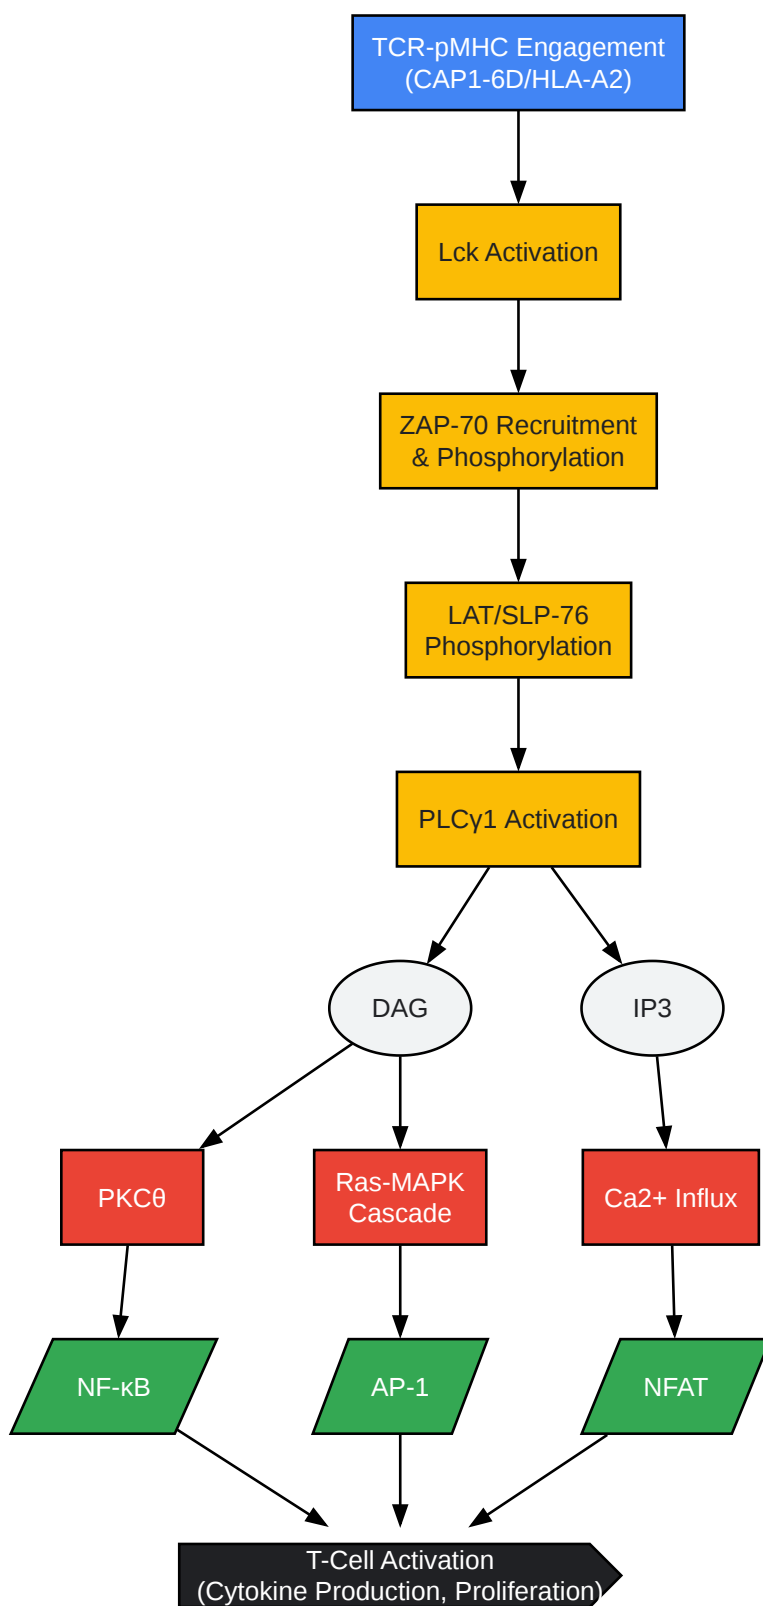 TCR-pMHC Engagement
(CAP1-6D/HLA-A2)
Lck Activation
ZAP-70 Recruitment
& Phosphorylation
LAT/SLP-76
Phosphorylation
PLCγ1 Activation
DAG
IP3
PKCθ
Ras-MAPK
Cascade
Ca2+ Influx
NF-κB
AP-1
NFAT
T-Cell Activation
(Cytokine Production, Proliferation)